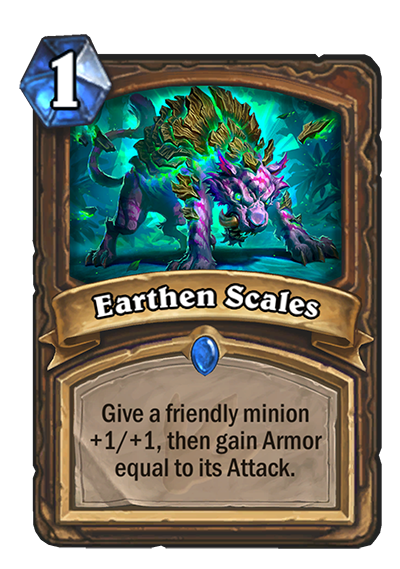 1
Earthen Scales
Give a friendly minion
+1/+1, then gain Armor
equal to its Attack.